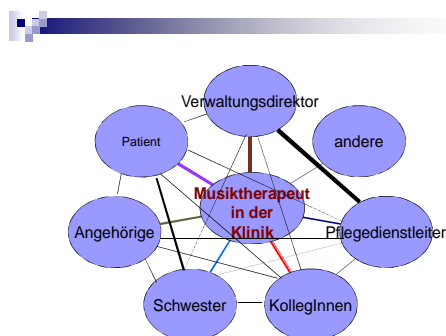 Verwaltungsdirektor
Patient
andere
Musiktherapeut
in der
Klinik
Angehörige
Pflegedienstleiter
Schwester
KollegInnen